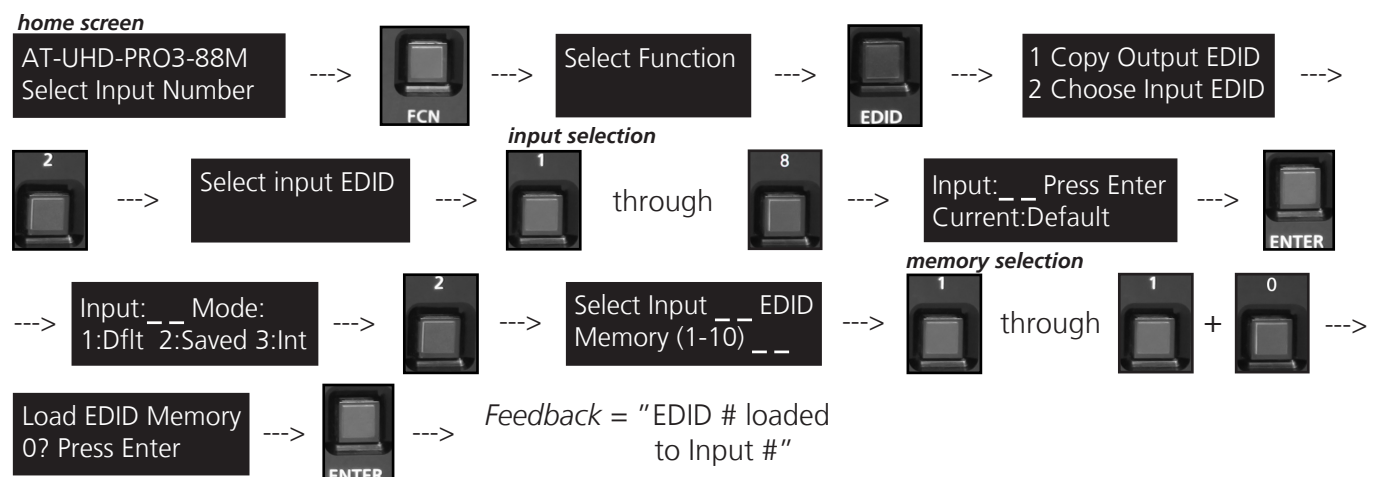 home screen
AT-UHD-PRO3-88M
Select Input Number
--->
FCN
--->
Select Function
--->
EDID
--->
1 Copy Output EDID
2 Choose Input EDID
--->
2
--->
Select input EDID
--->
input selection
1
through
8
--->
Input:_ _ Press Enter
Current:Default
--->
ENTER
--->
Input:_ _ Mode:
1:Dflt 2:Saved 3:Int
--->
2
--->
Select Input _ _ EDID
Memory (1-10) _ _
--->
memory selection
1
through
1
+
0
--->
Load EDID Memory
0? Press Enter
--->
ENTER
--->
Feedback = "EDID # loaded
to Input #"